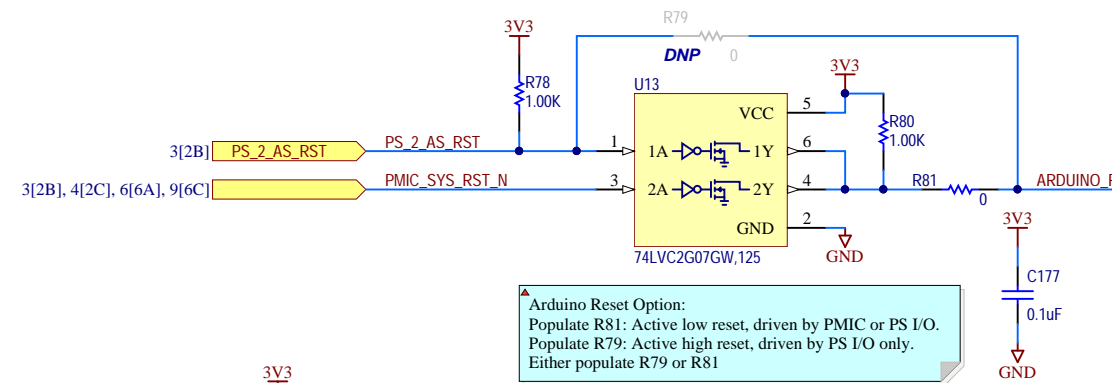 R79
DNP 0
3V3
R78
1.00K
U13
3V3
VCC
5
R80
1.00K
3[2B] PS_2_AS_RST
PS_2_AS_RST
1
1A
1Y
6
3[2B], 4[2C], 6[6A], 9[6C]
PMIC_SYS_RST_N
3
2A
2Y
4
R81
0
ARDUINO_
GND
2
GND
74LVC2G07GW,125
3V3
C177
0.1uF
GND
Arduino Reset Option:
Populate R81: Active low reset, driven by PMIC or PS I/O.
Populate R79: Active high reset, driven by PS I/O only.
Either populate R79 or R81
3V3